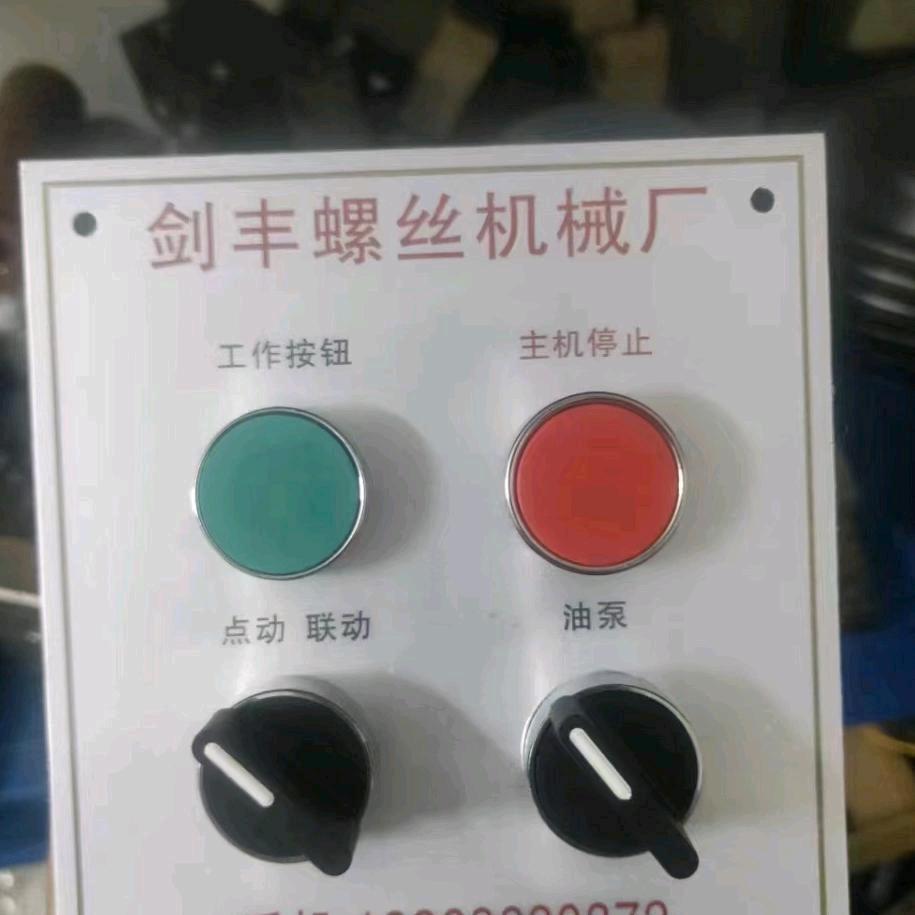 剑丰螺丝机械厂
工作按钮 主机停止
点动 联动 油泵